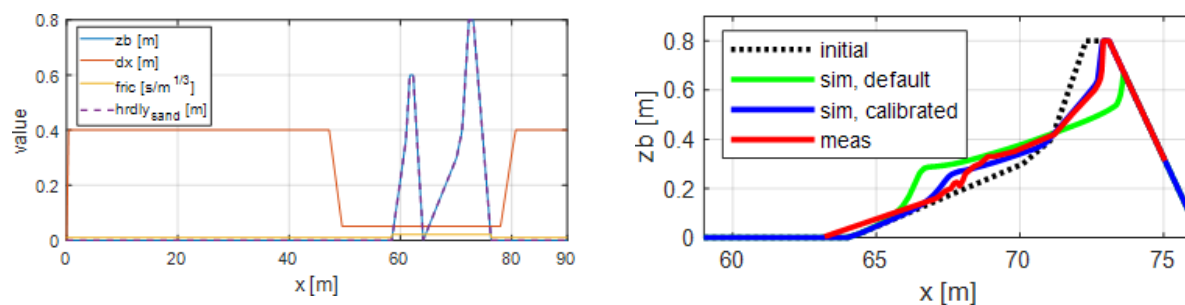 zb [m]
dx [m]
fric [s/m^1/3]
hrdly_sand [m]
value
0.8
0.6
0.4
0.2
0
0 20 40 60 80 90
x [m]
initial
sim, default
sim, calibrated
meas
zb [m]
0.8
0.6
0.4
0.2
0
60 65 70 75
x [m]